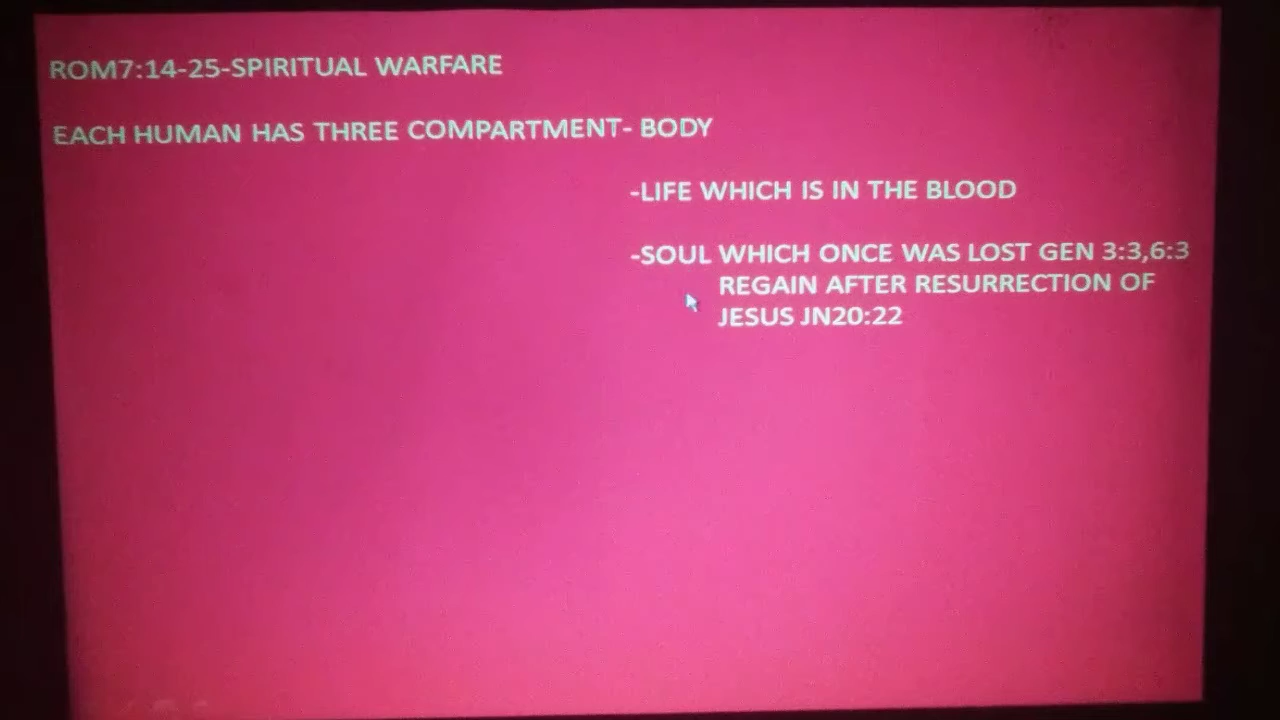 ROM7:14-25-SPIRITUAL WARFARE
EACH HUMAN HAS THREE COMPARTMENT- BODY
-LIFE WHICH IS IN THE BLOOD
-SOUL WHICH ONCE WAS LOST GEN 3:3,6:3
REGAIN AFTER RESURRECTION OF
JESUS JN20:22